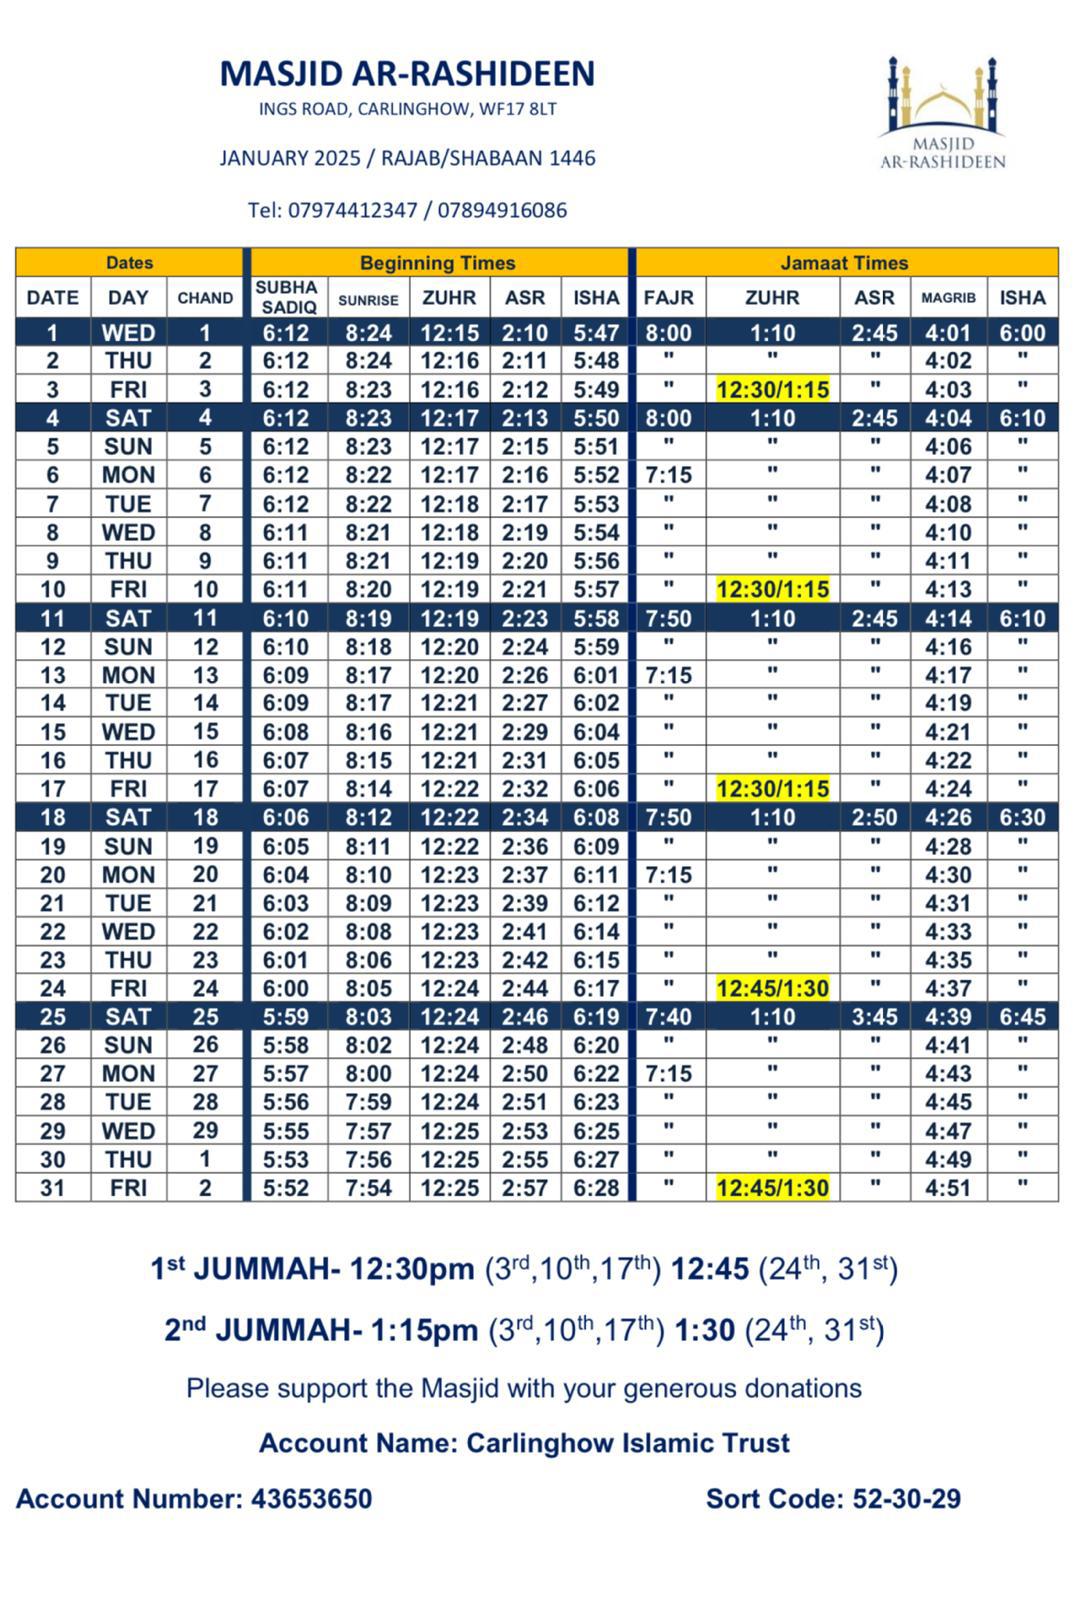 MASJID AR-RASHIDEEN
INGS ROAD, CARLINGHOW, WF17 8LT
JANUARY 2025 / RAJAB/SHABAAN 1446
Tel: 07974412347 / 07894916086
MASJID
AR-RASHIDEEN
Dates Beginning Times Jamaat Times
DATE DAY CHAND SUBHA SADIQ SUNRISE ZUHR ASR ISHA FAJR ZUHR ASR MAGRIB ISHA
1 WED 1 6:12 8:24 12:15 2:10 5:47 8:00 1:10 2:45 4:01 6:00
2 THU 2 6:12 8:24 12:16 2:11 5:48 " " " 4:02 "
3 FRI 3 6:12 8:23 12:16 2:12 5:49 " 12:30/1:15 " 4:03 "
4 SAT 4 6:12 8:23 12:17 2:13 5:50 8:00 1:10 2:45 4:04 6:10
5 SUN 5 6:12 8:23 12:17 2:15 5:51 " " " 4:06 "
6 MON 6 6:12 8:22 12:17 2:16 5:52 7:15 " " 4:07 "
7 TUE 7 6:12 8:22 12:18 2:17 5:53 " " " 4:08 "
8 WED 8 6:11 8:21 12:18 2:19 5:54 " " " 4:10 "
9 THU 9 6:11 8:21 12:19 2:20 5:56 " " " 4:11 "
10 FRI 10 6:11 8:20 12:19 2:21 5:57 " 12:30/1:15 " 4:13 "
11 SAT 11 6:10 8:19 12:19 2:23 5:58 7:50 1:10 2:45 4:14 6:10
12 SUN 12 6:10 8:18 12:20 2:24 5:59 " " " 4:16 "
13 MON 13 6:09 8:17 12:20 2:26 6:01 7:15 " " 4:17 "
14 TUE 14 6:09 8:17 12:21 2:27 6:02 " " " 4:19 "
15 WED 15 6:08 8:16 12:21 2:29 6:04 " " " 4:21 "
16 THU 16 6:07 8:15 12:21 2:31 6:05 " " " 4:22 "
17 FRI 17 6:07 8:14 12:22 2:32 6:06 " 12:30/1:15 " 4:24 "
18 SAT 18 6:06 8:12 12:22 2:34 6:08 7:50 1:10 2:50 4:26 6:30
19 SUN 19 6:05 8:11 12:22 2:36 6:09 " " " 4:28 "
20 MON 20 6:04 8:10 12:23 2:37 6:11 7:15 " " 4:30 "
21 TUE 21 6:03 8:09 12:23 2:39 6:12 " " " 4:31 "
22 WED 22 6:02 8:08 12:23 2:41 6:14 " " " 4:33 "
23 THU 23 6:01 8:06 12:23 2:42 6:15 " " " 4:35 "
24 FRI 24 6:00 8:05 12:24 2:44 6:17 " 12:45/1:30 " 4:37 "
25 SAT 25 5:59 8:03 12:24 2:46 6:19 7:40 1:10 3:45 4:39 6:45
26 SUN 26 5:58 8:02 12:24 2:48 6:20 " " " 4:41 "
27 MON 27 5:57 8:00 12:24 2:50 6:22 7:15 " " 4:43 "
28 TUE 28 5:56 7:59 12:24 2:51 6:23 " " " 4:45 "
29 WED 29 5:55 7:57 12:25 2:53 6:25 " " " 4:47 "
30 THU 1 5:53 7:56 12:25 2:55 6:27 " " " 4:49 "
31 FRI 2 5:52 7:54 12:25 2:57 6:28 " 12:45/1:30 " 4:51 "
1st JUMMAH- 12:30pm (3rd,10th,17th) 12:45 (24th, 31st)
2nd JUMMAH- 1:15pm (3rd,10th,17th) 1:30 (24th, 31st)
Please support the Masjid with your generous donations
Account Name: Carlinghow Islamic Trust
Account Number: 43653650 Sort Code: 52-30-29